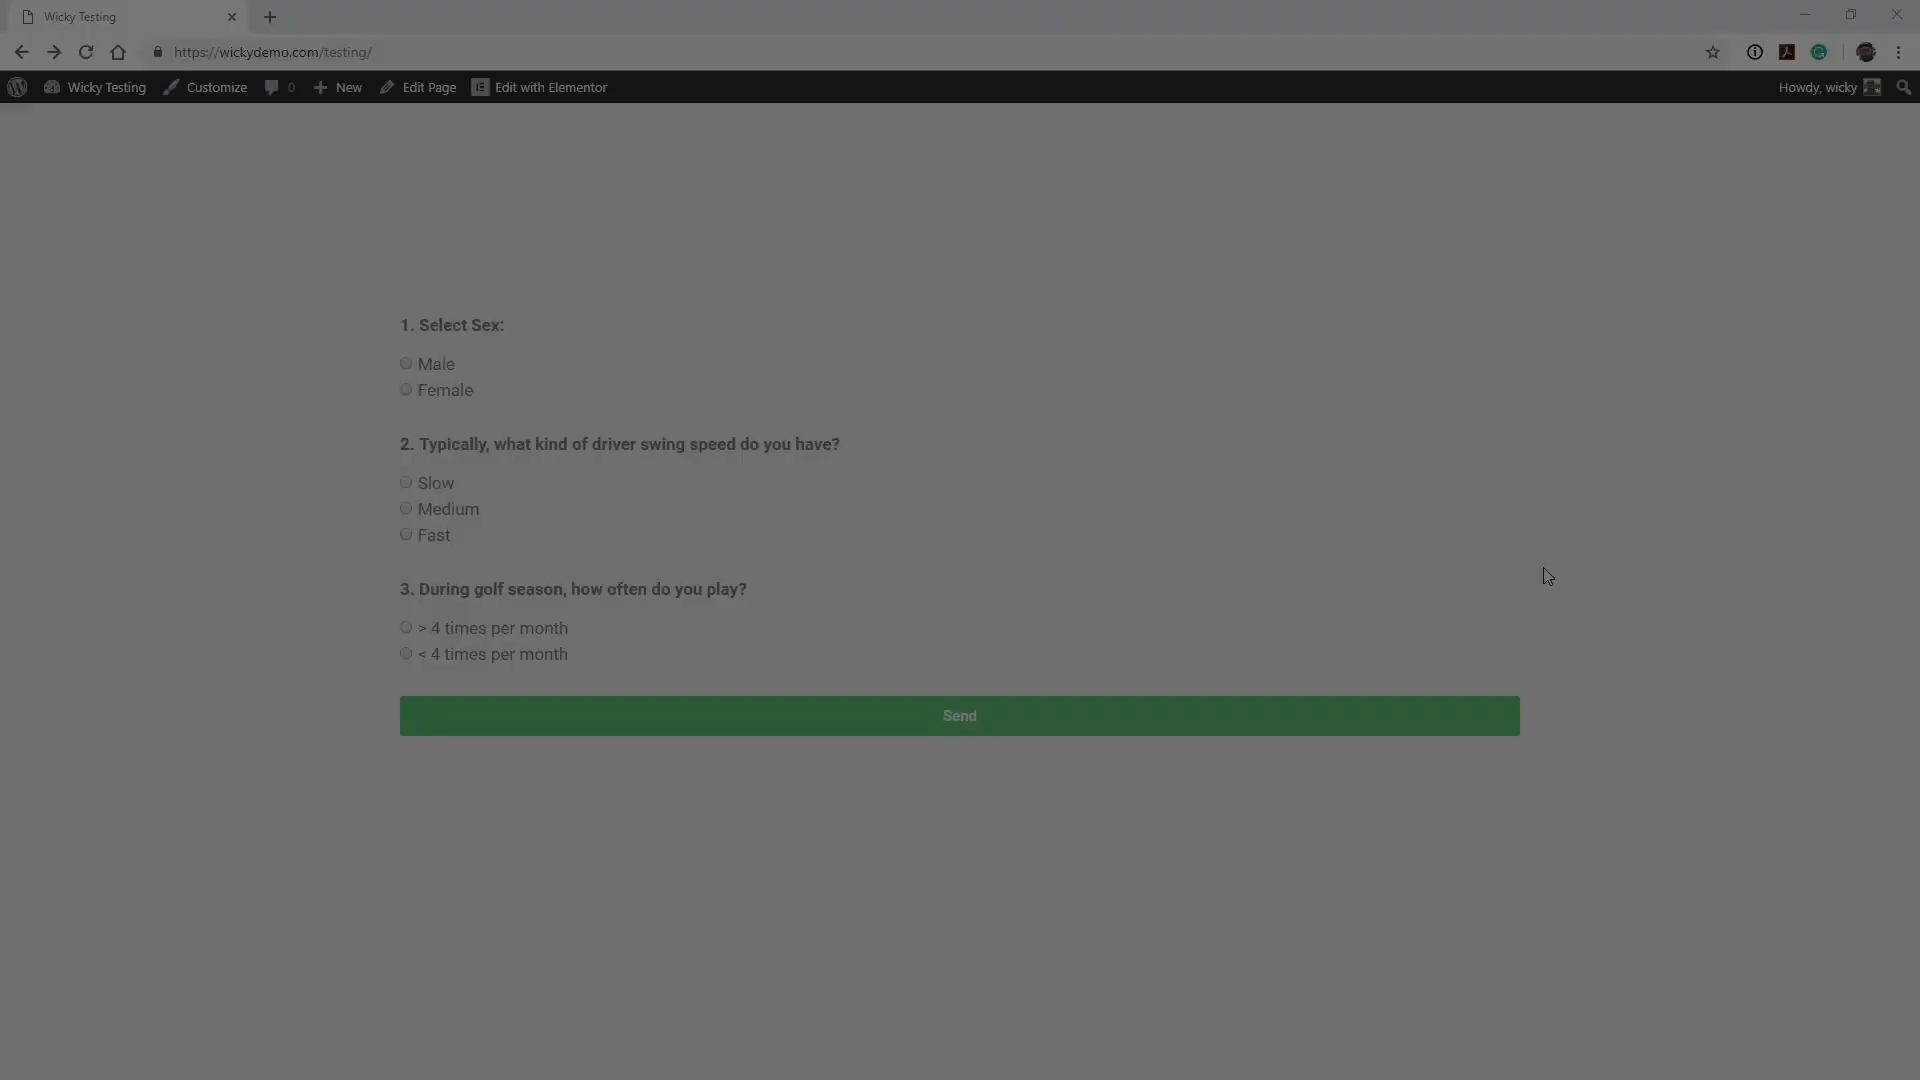 Wicky Testing
https://wickydemo.com/testing/
Wicky Testing Customize 0 New Edit Page Edit with Elementor Howdy, wicky
1. Select Sex:
Male
Female
2. Typically, what kind of driver swing speed do you have?
Slow
Medium
Fast
3. During golf season, how often do you play?
> 4 times per month
< 4 times per month
Send